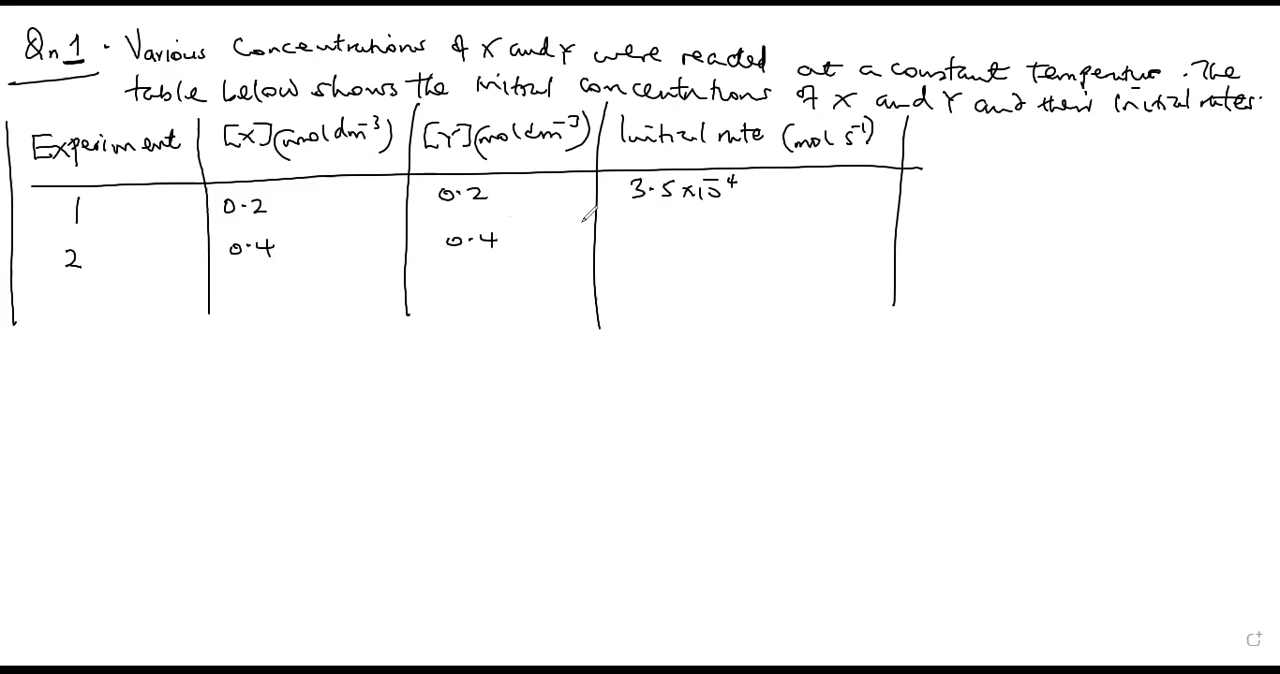 Qn 1. Various concentrations of X and Y were reacted at a constant temperature. The
table below shows the initial concentrations of X and Y and their initial rates.
Experiment [X](mol dm⁻³) [Y](mol dm⁻³) Initial rate (mol s⁻¹)
1 0.2 0.2 3.5 x 10⁻⁴
2 0.4 0.4